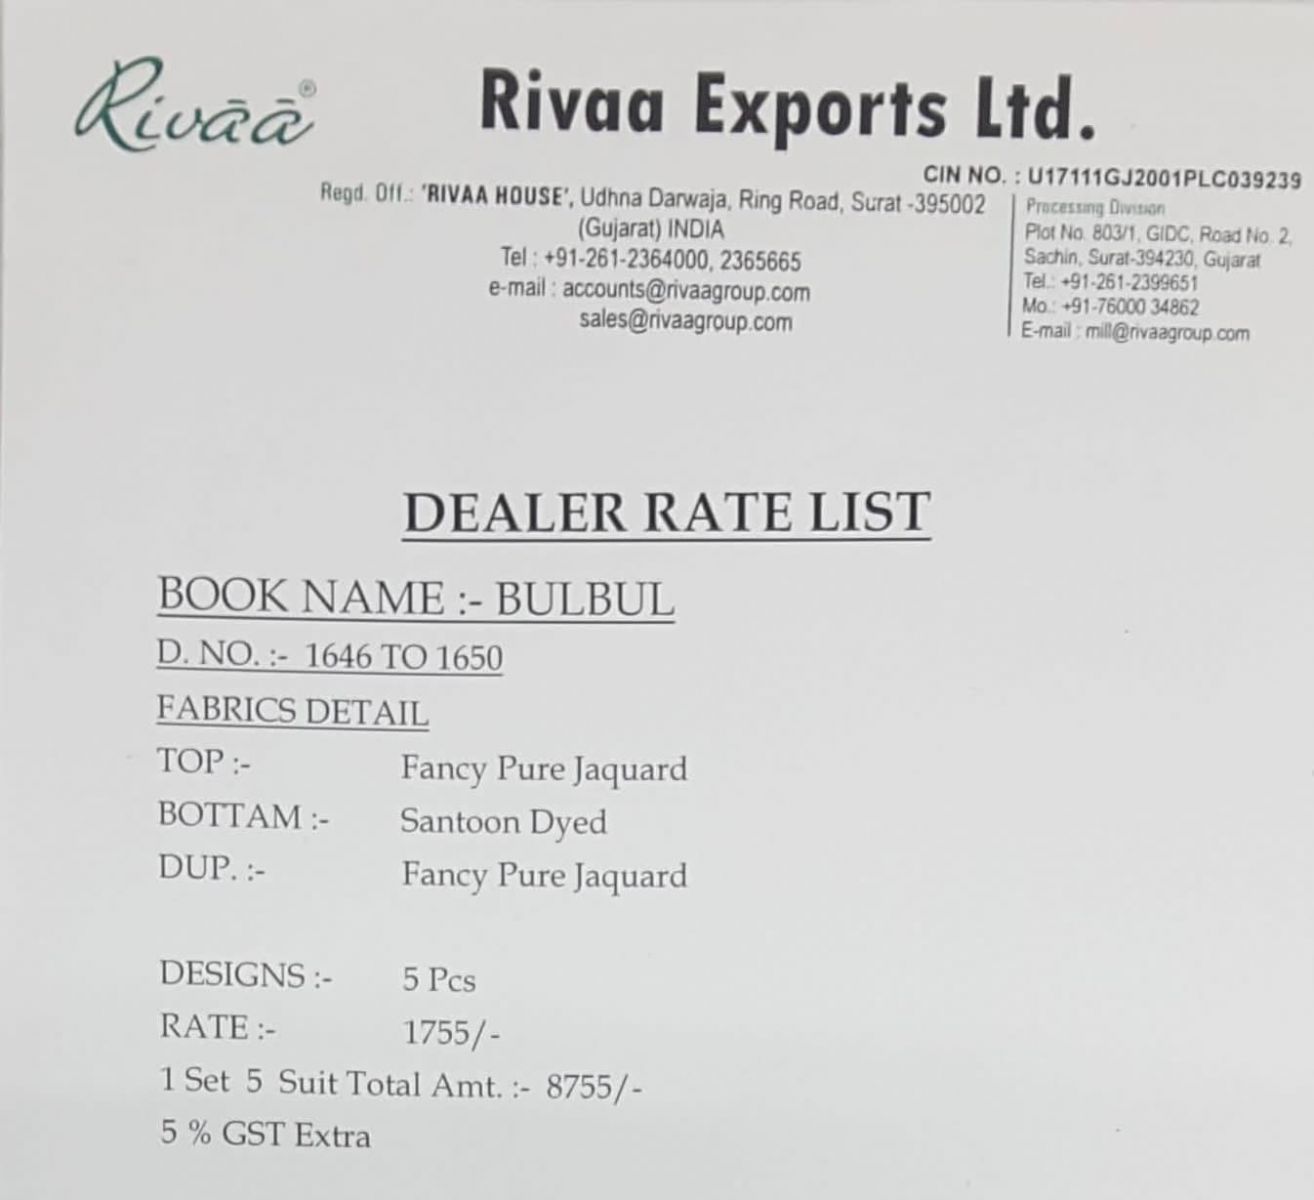 Rivāā®
Rivaa Exports Ltd.
CIN NO. : U17111GJ2001PLC039239
Regd. Off.: 'RIVAA HOUSE', Udhna Darwaja, Ring Road, Surat -395002
(Gujarat) INDIA
Tel : +91-261-2364000, 2365665
e-mail : accounts@rivaagroup.com
sales@rivaagroup.com
Processing Division
Plot No. 803/1, GIDC, Road No. 2,
Sachin, Surat-394230, Gujarat
Tel.: +91-261-2399651
Mo.: +91-76000 34862
E-mail : mill@rivaagroup.com
DEALER RATE LIST
BOOK NAME :- BULBUL
D. NO. :- 1646 TO 1650
FABRICS DETAIL
TOP :- Fancy Pure Jaquard
BOTTAM :- Santoon Dyed
DUP. :- Fancy Pure Jaquard
DESIGNS :- 5 Pcs
RATE :- 1755/-
1 Set 5 Suit Total Amt. :- 8755/-
5 % GST Extra